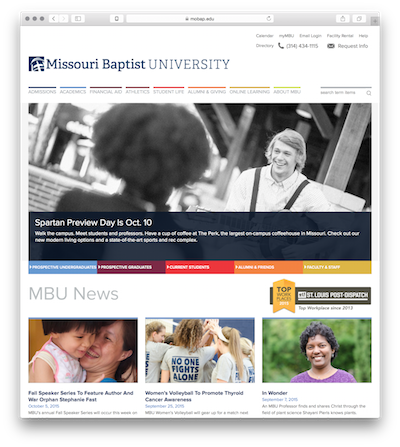 mobap.edu
Calendar myMBU Email Login Facility Rental Help
Directory (314) 434-1115 Request Info
Missouri Baptist UNIVERSITY
ADMISSIONS ACADEMICS FINANCIAL AID ATHLETICS STUDENT LIFE ALUMNI & GIVING ONLINE LEARNING ABOUT MBU search term items
Spartan Preview Day Is Oct. 10
Walk the campus. Meet students and professors. Have a cup of coffee at The Perk, the largest on-campus coffeehouse in Missouri. Check out our
new modern living options and a state-of-the-art sports and rec complex.
PROSPECTIVE UNDERGRADUATES PROSPECTIVE GRADUATES CURRENT STUDENTS ALUMNI & FRIENDS FACULTY & STAFF
MBU News
TOP
WORK
PLACES
2015
ST. LOUIS POST-DISPATCH
Top Workplace since 2012
NO ONE
FIGHTS
ALONE
Fall Speaker Series To Feature Author And
War Orphan Stephanie Fast
October 5, 2015
MBU's annual Fall Speaker Series will occur this week on
Women's Volleyball To Promote Thyroid
Cancer Awareness
September 25, 2015
MBU Women's Volleyball will gear up for a match next
In Wonder
September 7, 2015
An MBU professor finds and shares Christ through the
field of plant science Shayani Pieris knows plants.